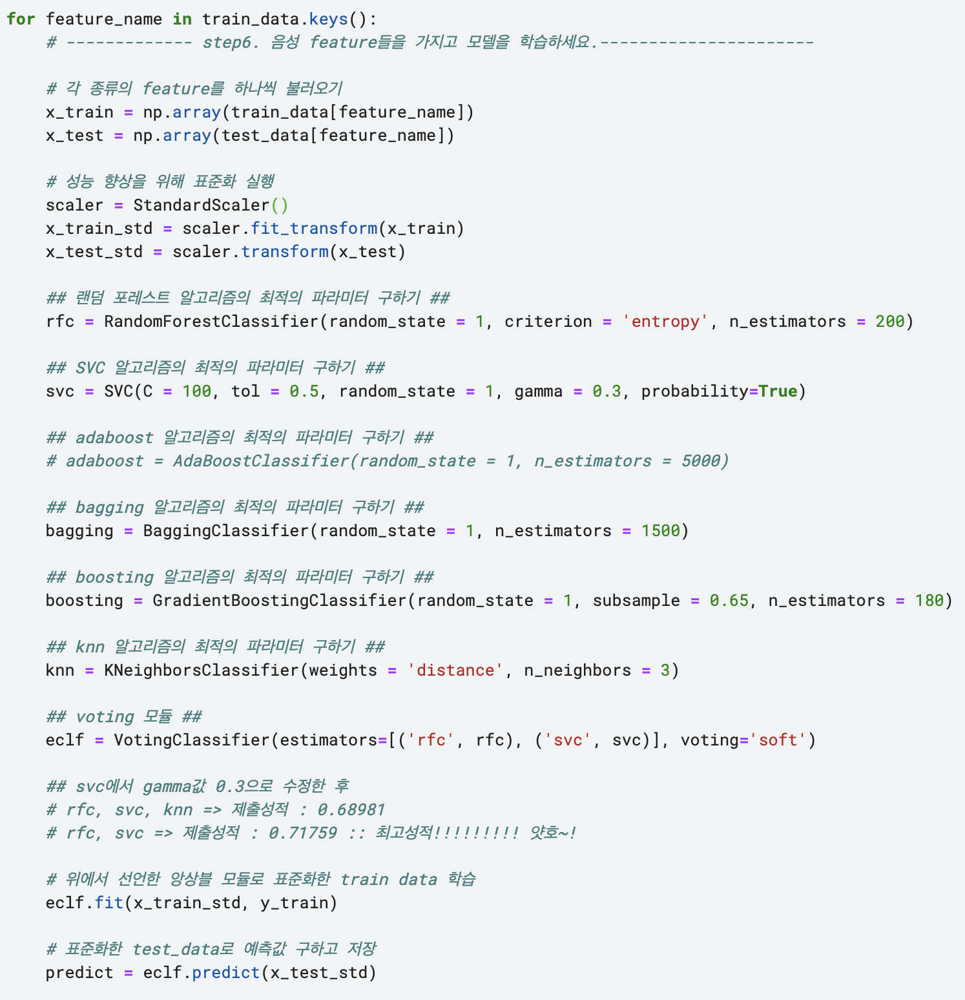 for feature_name in train_data.keys():
    # ------------- step6. 음성 feature들을 가지고 모델을 학습하세요.----------------------
    # 각 종류의 feature를 하나씩 불러오기
    x_train = np.array(train_data[feature_name])
    x_test = np.array(test_data[feature_name])
    # 성능 향상을 위해 표준화 실행
    scaler = StandardScaler()
    x_train_std = scaler.fit_transform(x_train)
    x_test_std = scaler.transform(x_test)
    ## 랜덤 포레스트 알고리즘의 최적의 파라미터 구하기 ##
    rfc = RandomForestClassifier(random_state = 1, criterion = 'entropy', n_estimators = 200)
    ## SVC 알고리즘의 최적의 파라미터 구하기 ##
    svc = SVC(C = 100, tol = 0.5, random_state = 1, gamma = 0.3, probability=True)
    ## adaboost 알고리즘의 최적의 파라미터 구하기 ##
    # adaboost = AdaBoostClassifier(random_state = 1, n_estimators = 5000)
    ## bagging 알고리즘의 최적의 파라미터 구하기 ##
    bagging = BaggingClassifier(random_state = 1, n_estimators = 1500)
    ## boosting 알고리즘의 최적의 파라미터 구하기 ##
    boosting = GradientBoostingClassifier(random_state = 1, subsample = 0.65, n_estimators = 180)
    ## knn 알고리즘의 최적의 파라미터 구하기 ##
    knn = KNeighborsClassifier(weights = 'distance', n_neighbors = 3)
    ## voting 모듈 ##
    eclf = VotingClassifier(estimators=[('rfc', rfc), ('svc', svc)], voting='soft')
    ## svc에서 gamma값 0.3으로 수정한 후
    # rfc, svc, knn => 제출성적 : 0.68981
    # rfc, svc => 제출성적 : 0.71759 :: 최고성적!!!!!!!!! 얏호~!
    # 위에서 선언한 앙상블 모듈로 표준화한 train data 학습
    eclf.fit(x_train_std, y_train)
    # 표준화한 test_data로 예측값 구하고 저장
    predict = eclf.predict(x_test_std)